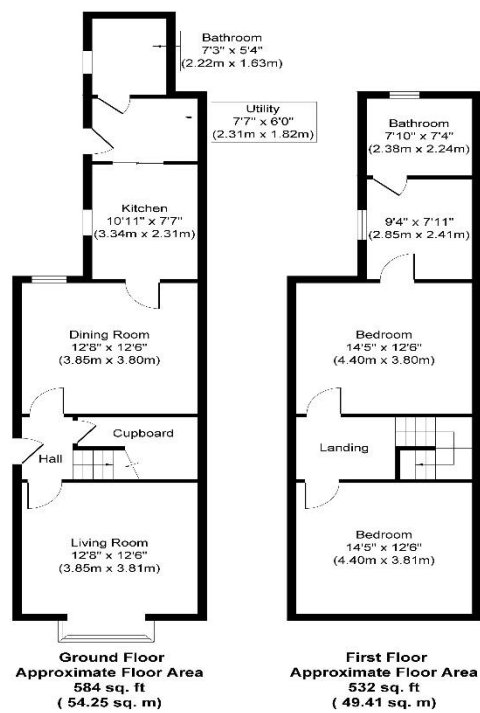 Bathroom
7'3" x 5'4"
(2.22m x 1.63m)
Utility
7'7" x 6'0"
(2.31m x 1.82m)
Kitchen
10'11" x 7'7"
(3.34m x 2.31m)
Dining Room
12'8" x 12'6"
(3.85m x 3.80m)
Cupboard
Hall
Living Room
12'8" x 12'6"
(3.85m x 3.81m)
Ground Floor
Approximate Floor Area
584 sq. ft
( 54.25 sq. m)
Bathroom
7'10" x 7'4"
(2.38m x 2.24m)
9'4" x 7'11"
(2.85m x 2.41m)
Bedroom
14'5" x 12'6"
(4.40m x 3.80m)
Landing
Bedroom
14'5" x 12'6"
(4.40m x 3.81m)
First Floor
Approximate Floor Area
532 sq. ft
( 49.41 sq. m)